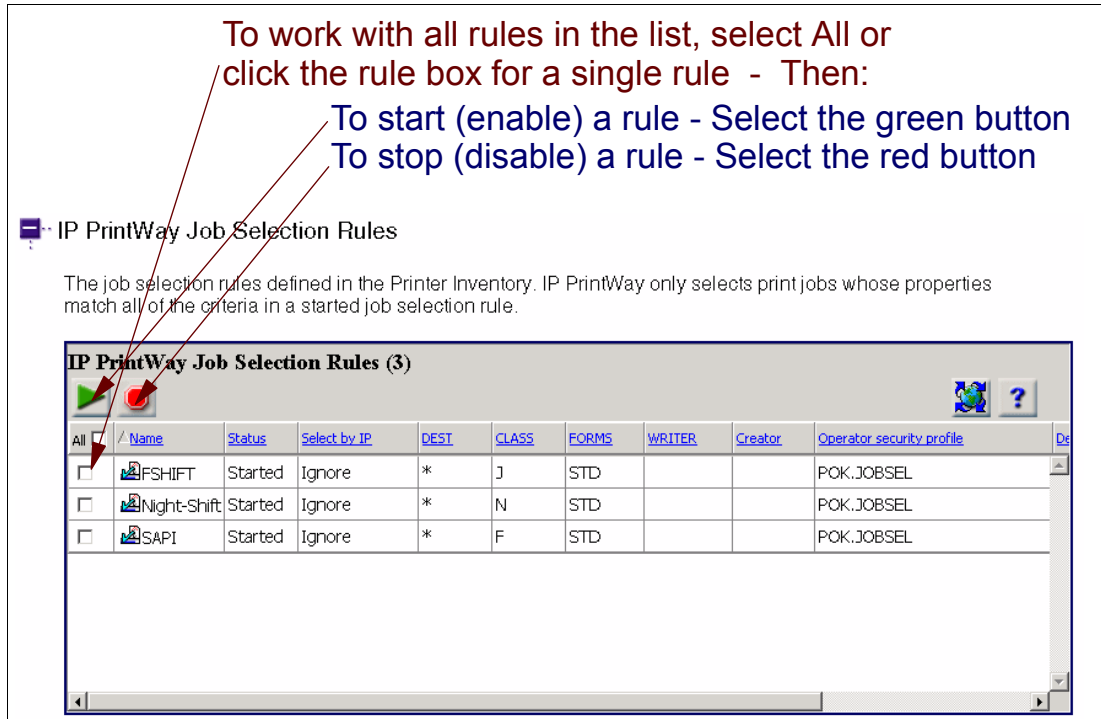 To work with all rules in the list, select All or
click the rule box for a single rule - Then:
To start (enable) a rule - Select the green button
To stop (disable) a rule - Select the red button
IP PrintWay Job Selection Rules
The job selection rules defined in the Printer Inventory. IP PrintWay only selects print jobs whose properties
match all of the criteria in a started job selection rule.
IP PrintWay Job Selection Rules (3)
?
All Name Status Select by IP DEST CLASS FORMS WRITER Creator Operator security profile De
FSHIFT Started Ignore * J STD POK.JOBSEL
Night-Shift Started Ignore * N STD POK.JOBSEL
SAPI Started Ignore * F STD POK.JOBSEL